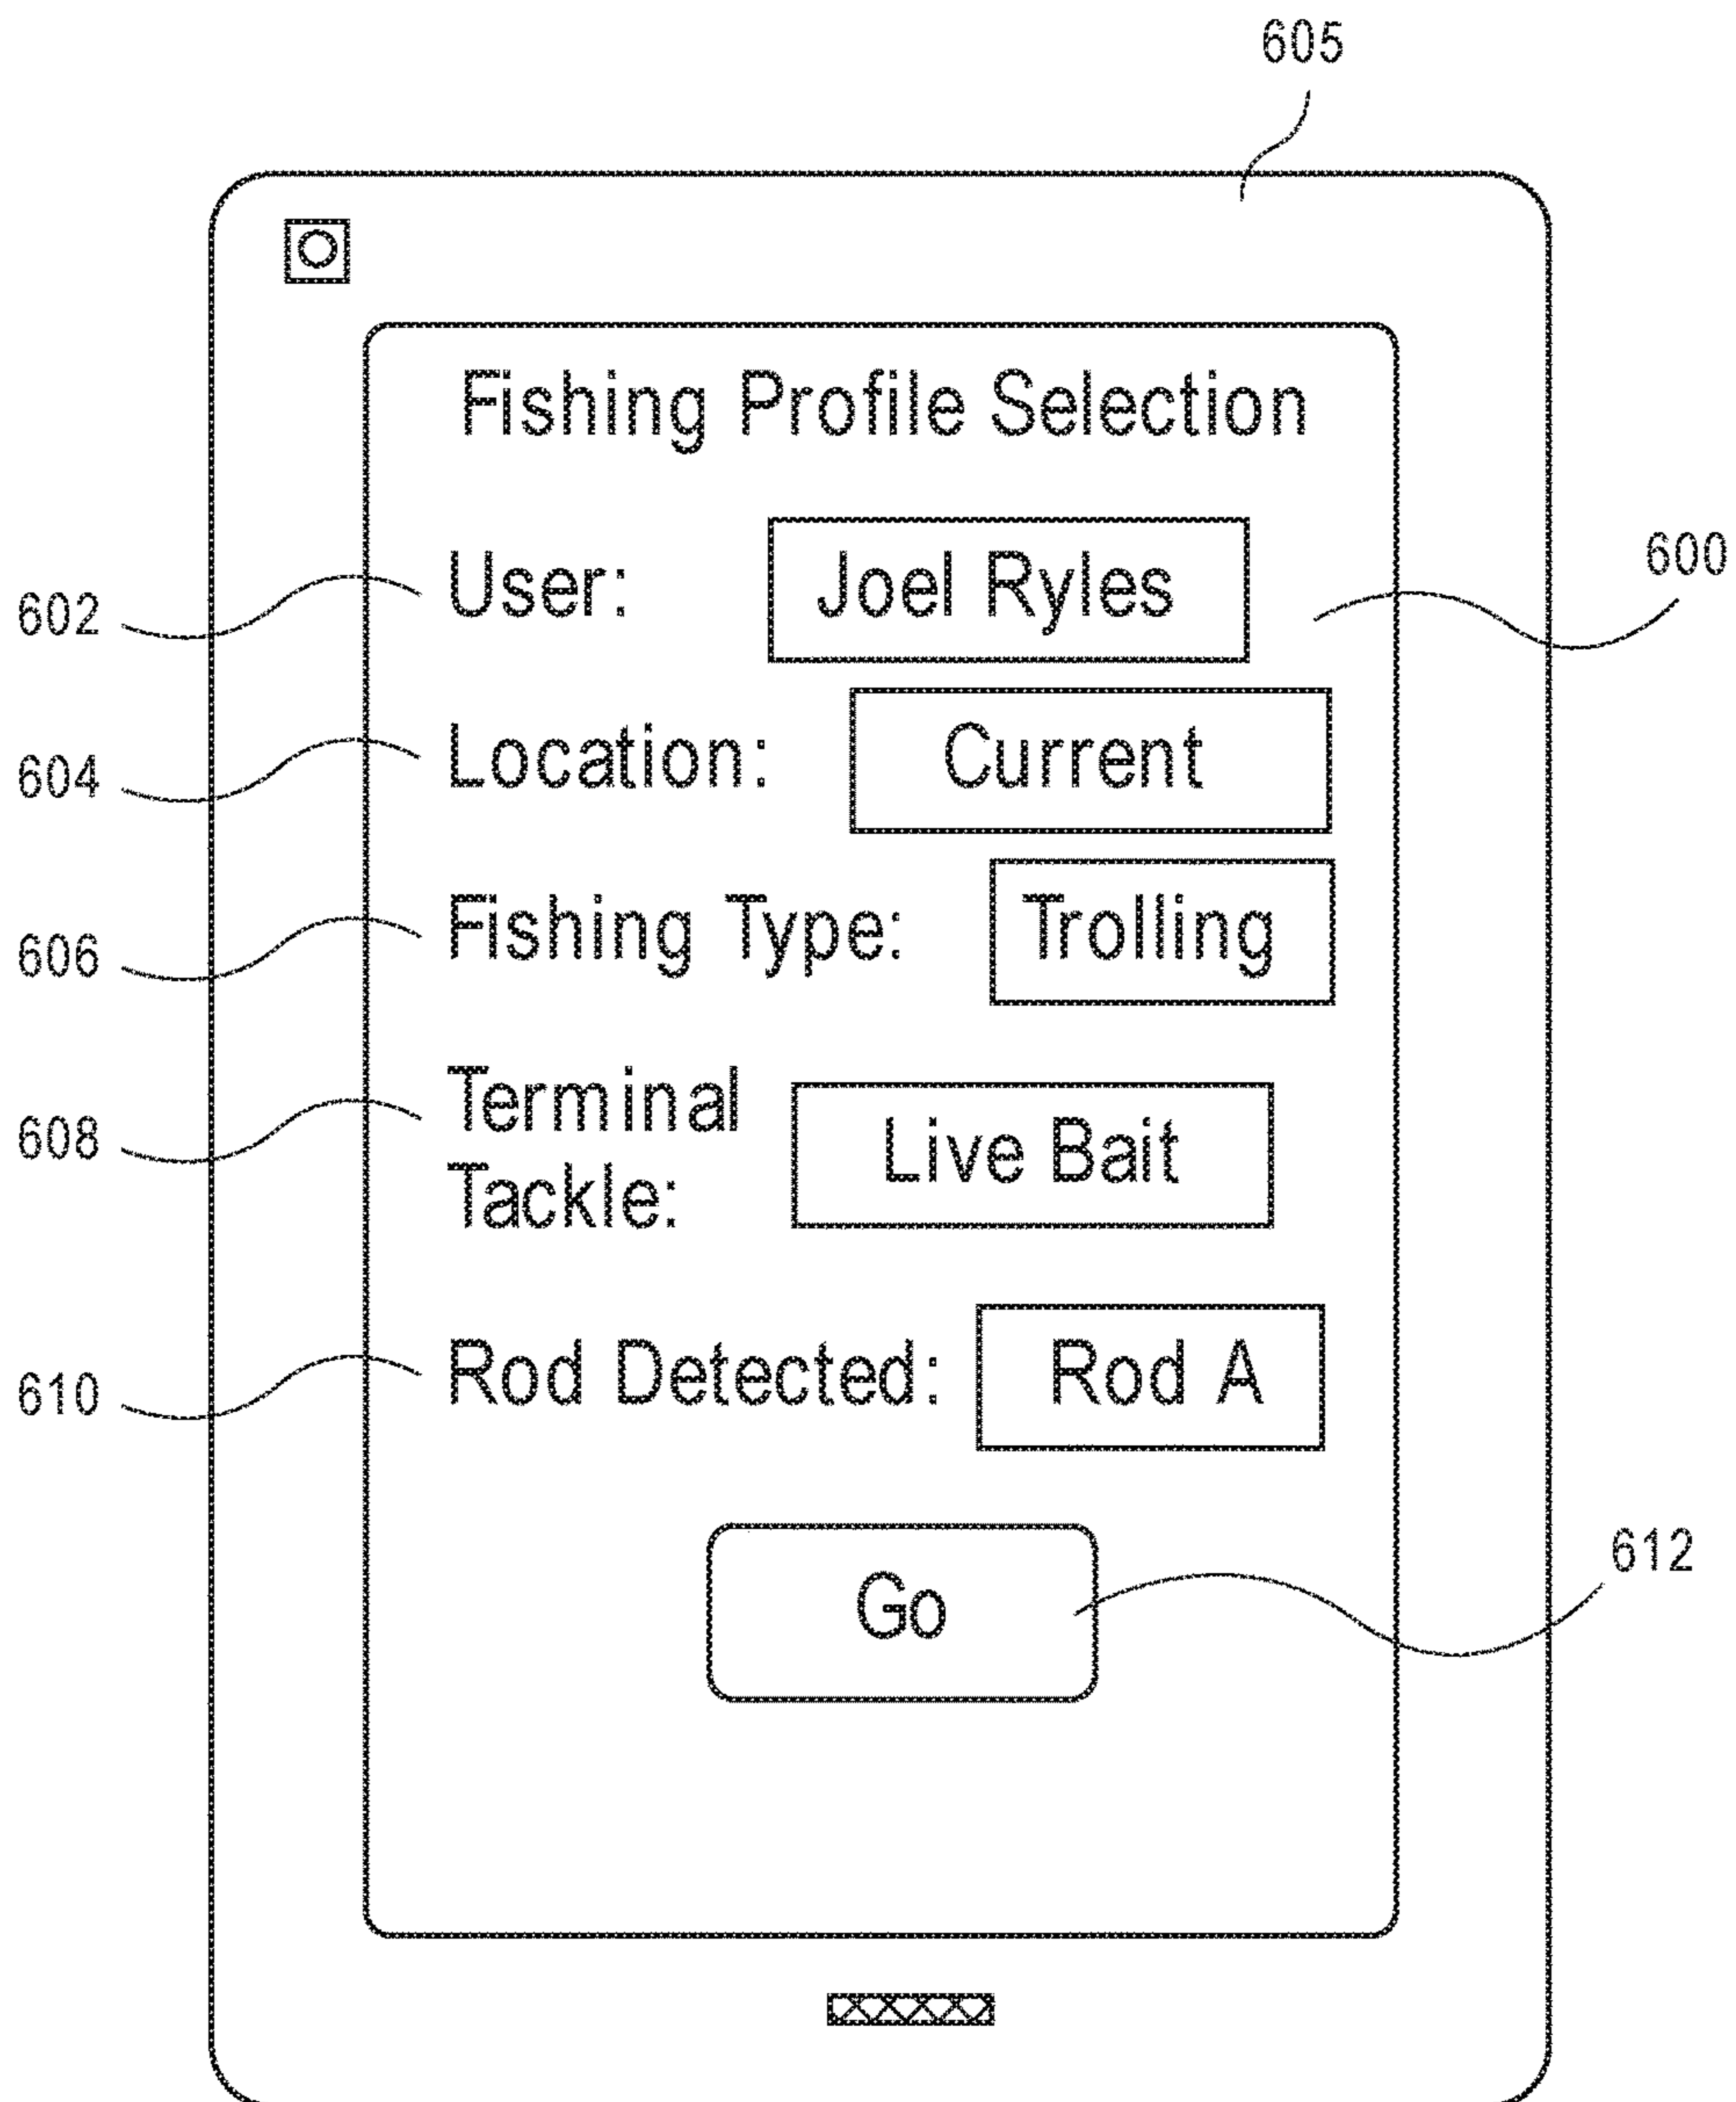 605
Fishing Profile Selection
602 User: Joel Ryles 600
604 Location: Current
606 Fishing Type: Trolling
608 Terminal Tackle: Live Bait
610 Rod Detected: Rod A
Go 612